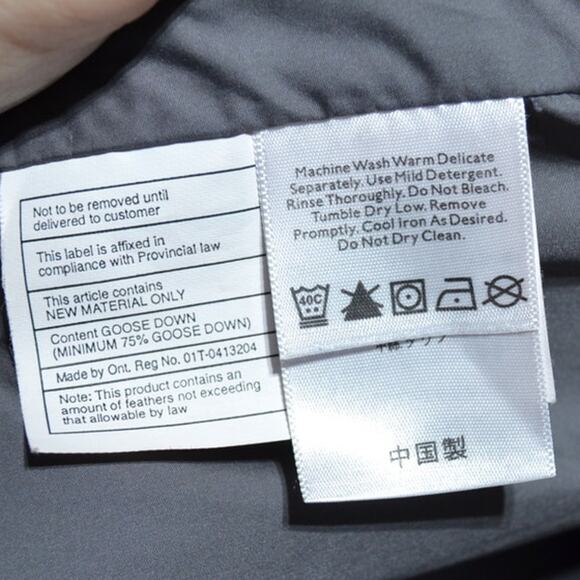 Not to be removed until
delivered to customer
This label is affixed in
compliance with Provincial law
This article contains
NEW MATERIAL ONLY
Content GOOSE DOWN
(MINIMUM 75% GOOSE DOWN)
Made by Ont. Reg No. 01T-0413204
Note: This product contains an
amount of feathers not exceeding
that allowable by law
Machine Wash Warm Delicate
Separately. Use Mild Detergent.
Rinse Thoroughly. Do Not Bleach.
Tumble Dry Low. Remove
Promptly. Cool Iron As Desired.
Do Not Dry Clean.
40C
中国製